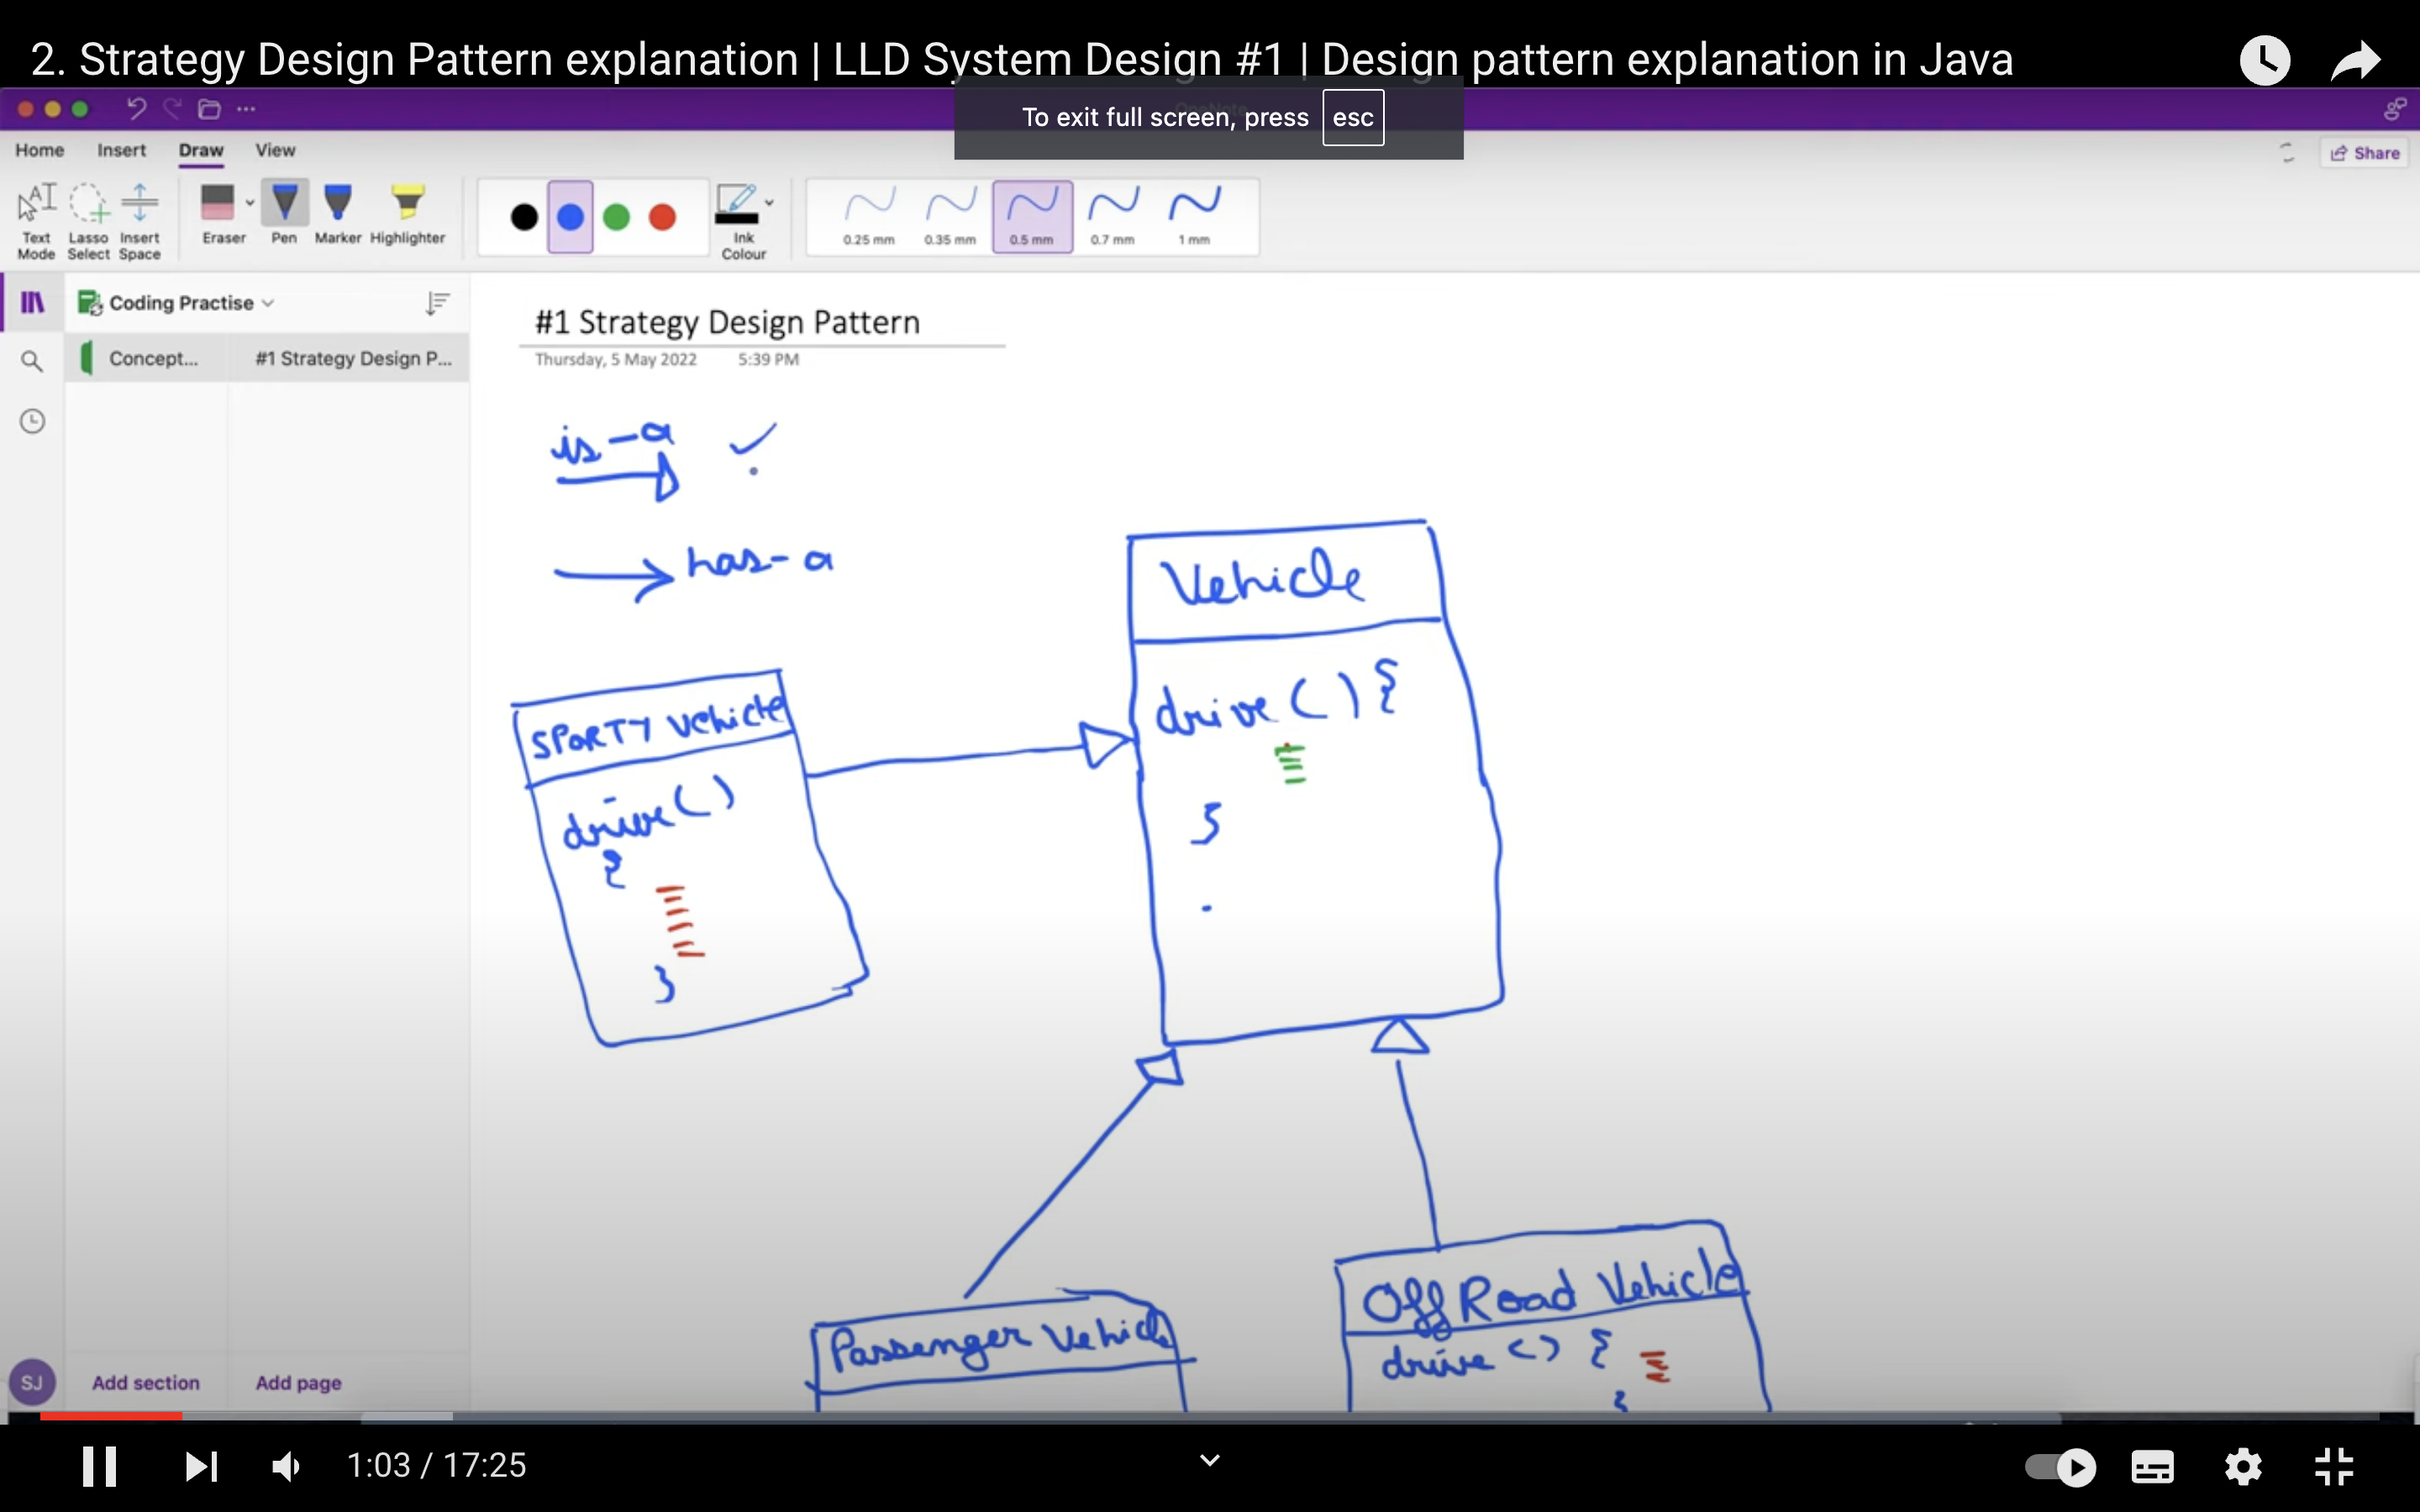 2. Strategy Design Pattern explanation | LLD System Design #1 | Design pattern explanation in Java
To exit full screen, press esc
Home Insert Draw View
Share
Text Mode
Lasso Select
Insert Space
Eraser
Pen
Marker
Highlighter
Ink Colour
0.25 mm
0.35 mm
0.5 mm
0.7 mm
1 mm
Coding Practise
Concept...
#1 Strategy Design P...
#1 Strategy Design Pattern
Thursday, 5 May 2022 5:39 PM
is-a
has-a
Vehicle
drive () {
}
SPORTY Vehicle
drive ()
{
}
Passenger Vehicle
Off Road Vehicle
drive () {
}
SJ
Add section
Add page
1:03 / 17:25